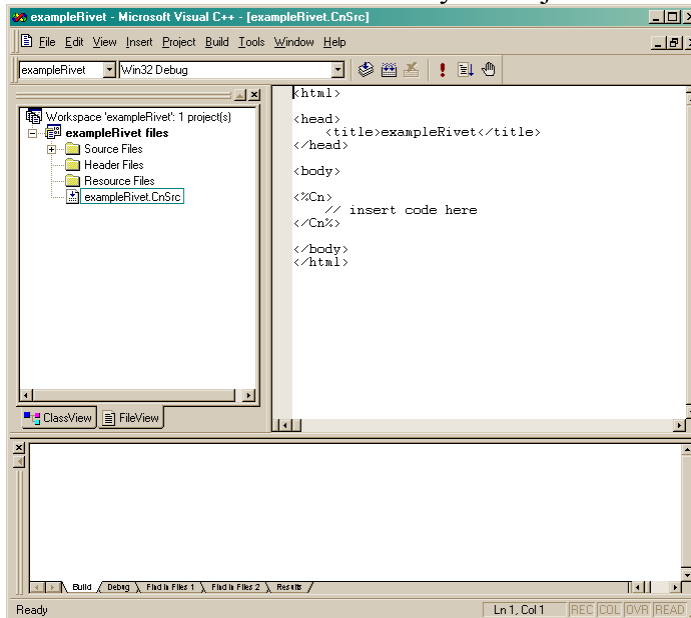 exampleRivet - Microsoft Visual C++ - [exampleRivet.CnSrc]
File Edit View Insert Project Build Tools Window Help
exampleRivet Win32 Debug
Workspace 'exampleRivet': 1 project(s)
exampleRivet files
Source Files
Header Files
Resource Files
exampleRivet.CnSrc
ClassView FileView
<html>
<head>
<title>exampleRivet</title>
</head>
<body>
<%Cn>
// insert code here
</Cn%>
</body>
</html>
Build Debug Find in Files 1 Find in Files 2 Results
Ready Ln 1, Col 1 REC COL OVR READ